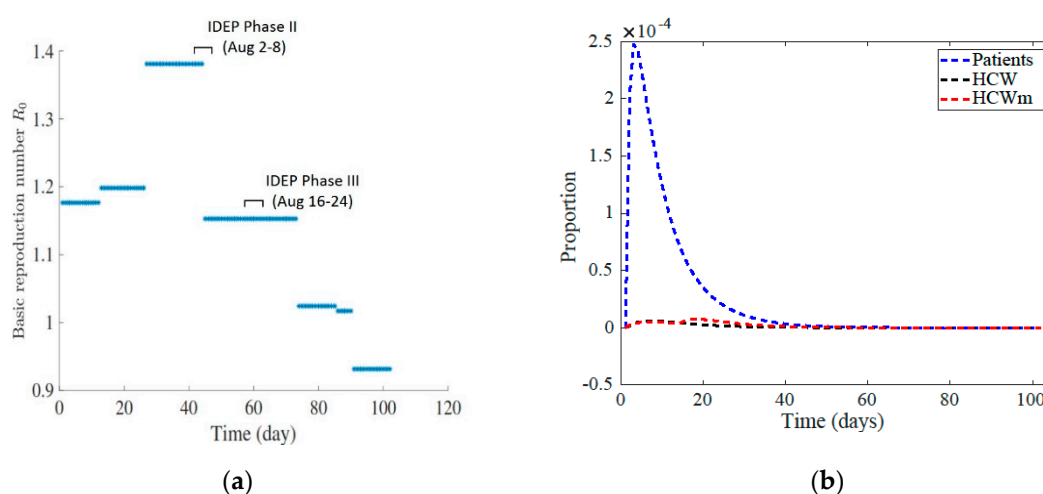 IDEP Phase II
(Aug 2-8)
1.4
1.3
1.2
1.1
1
0.9
Basic reproduction number R₀
IDEP Phase III
(Aug 16-24)
0
20
40
60
80
100
120
Time (day)
(a)
×10⁻⁴
2.5
2
1.5
1
0.5
0
-0.5
Proportion
Patients
HCW
HCWm
0
20
40
60
80
100
Time (days)
(b)